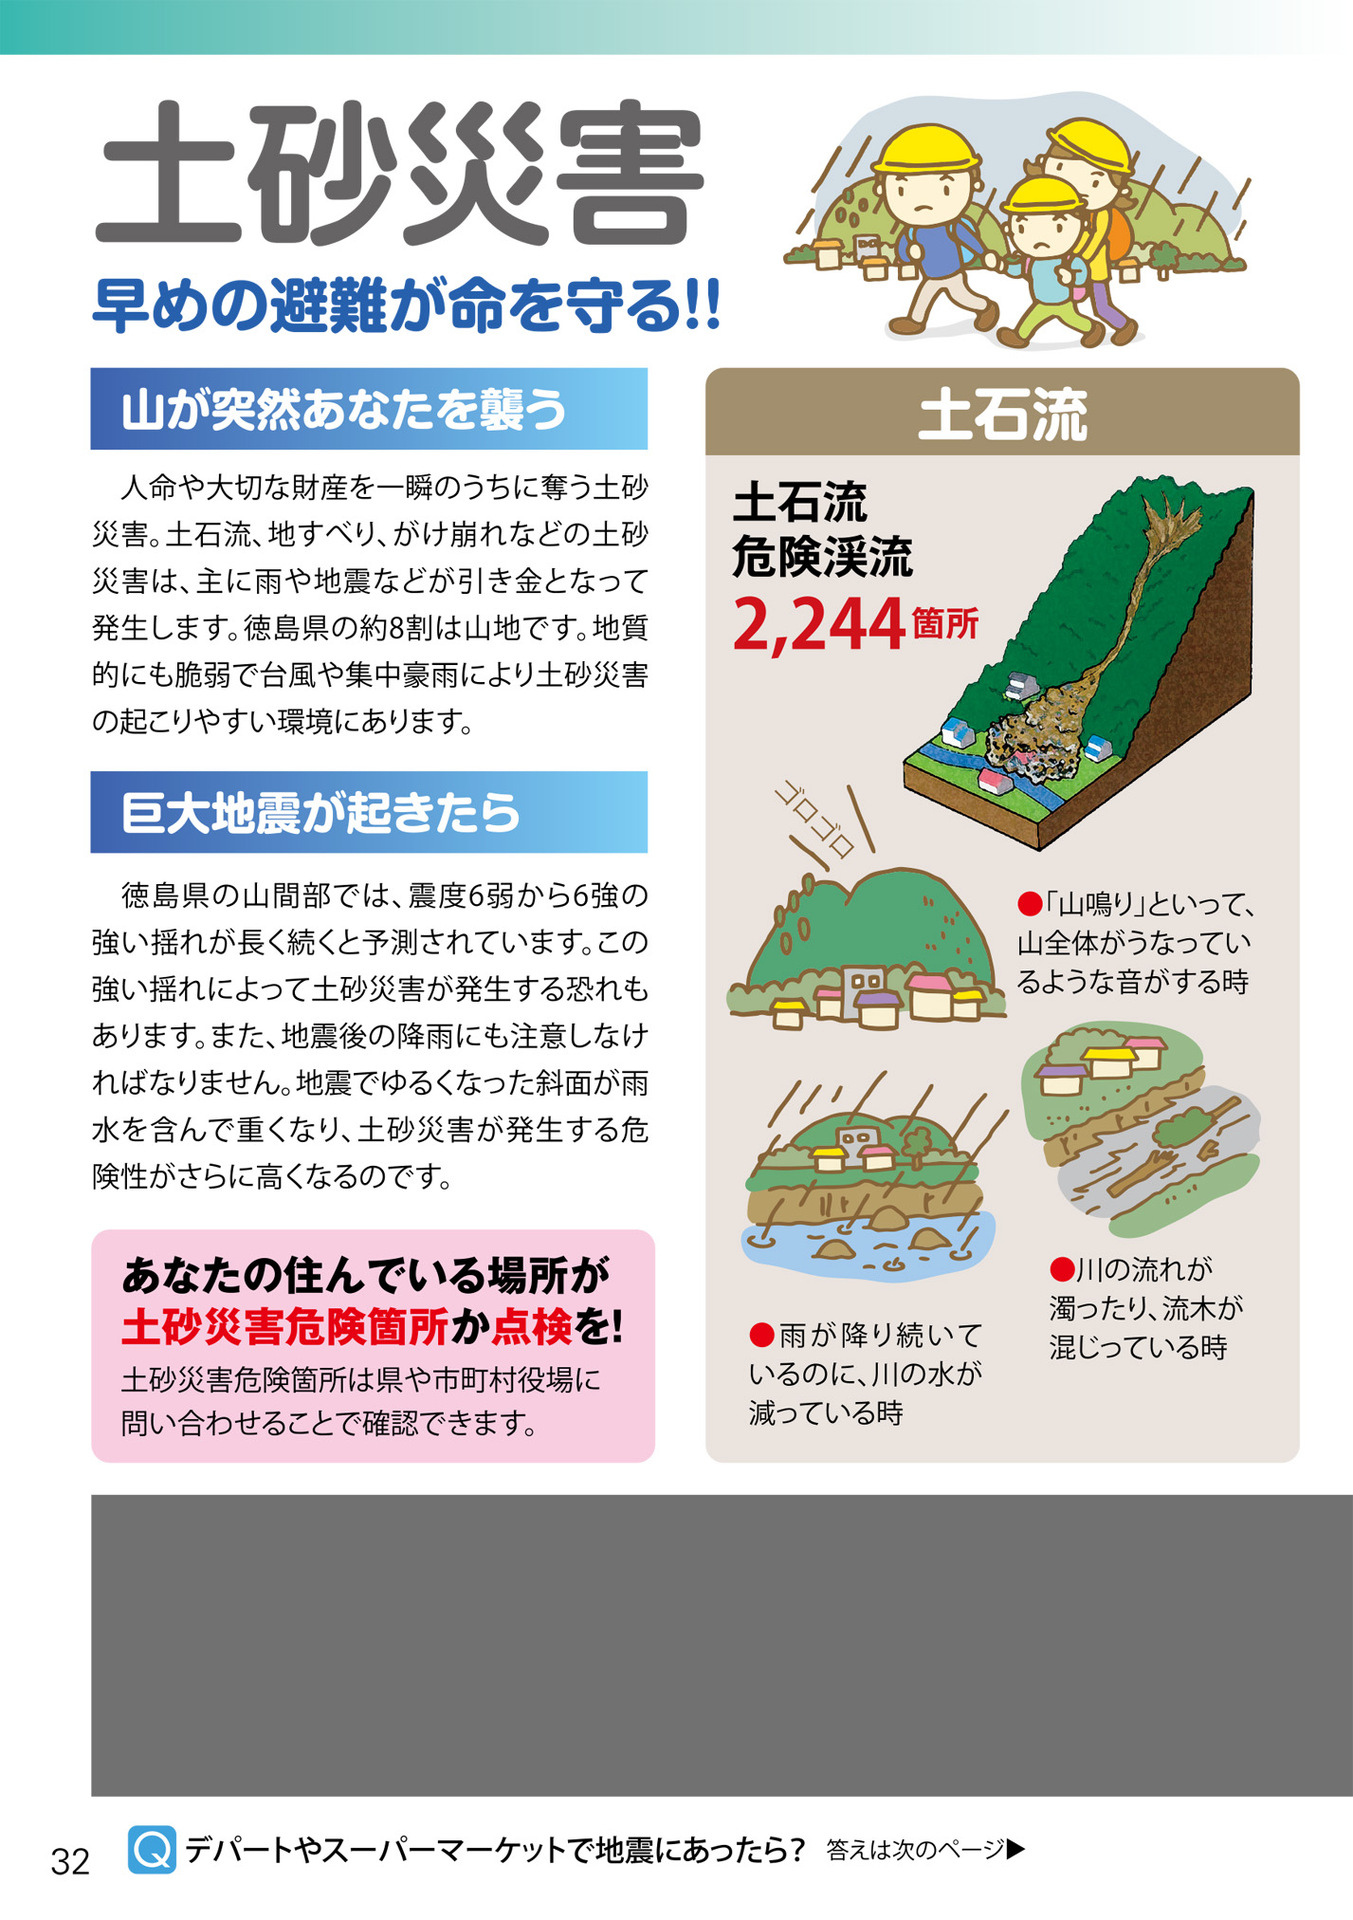 土砂災害
早めの避難が命を守る!!
山が突然あなたを襲う
人命や大切な財産を一瞬のうちに奪う土砂
災害。土石流、地すべり、がけ崩れなどの土砂
災害は、主に雨や地震などが引き金となって
発生します。徳島県の約8割は山地です。地質
的にも脆弱で台風や集中豪雨により土砂災害
の起こりやすい環境にあります。
巨大地震が起きたら
徳島県の山間部では、震度6弱から6強の
強い揺れが長く続くと予測されています。この
強い揺れによって土砂災害が発生する恐れも
あります。また、地震後の降雨にも注意しなけ
ればなりません。地震でゆるくなった斜面が雨
水を含んで重くなり、土砂災害が発生する危
険性がさらに高くなるのです。
あなたの住んでいる場所が
土砂災害危険箇所か点検を!
土砂災害危険箇所は県や市町村役場に
問い合わせることで確認できます。
土石流
土石流
危険渓流
2,244箇所
ゴロゴロ
●「山鳴り」といって、
山全体がうなってい
るような音がする時
●川の流れが
濁ったり、流木が
混じっている時
●雨が降り続いて
いるのに、川の水が
減っている時
32
Q デパートやスーパーマーケットで地震にあったら? 答えは次のページ▶